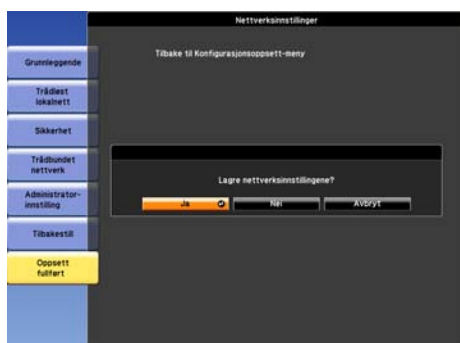 Nettverksinnstillinger
Tilbake til Konfigurasjonsoppsett-meny
Grunnleggende
Trådløst
lokalnett
Sikkerhet
Trådbundet
nettverk
Administrator-
innstilling
Tilbakestill
Oppsett
fullført
Lagre nettverksinnstillingene?
Ja
Nei
Avbryt